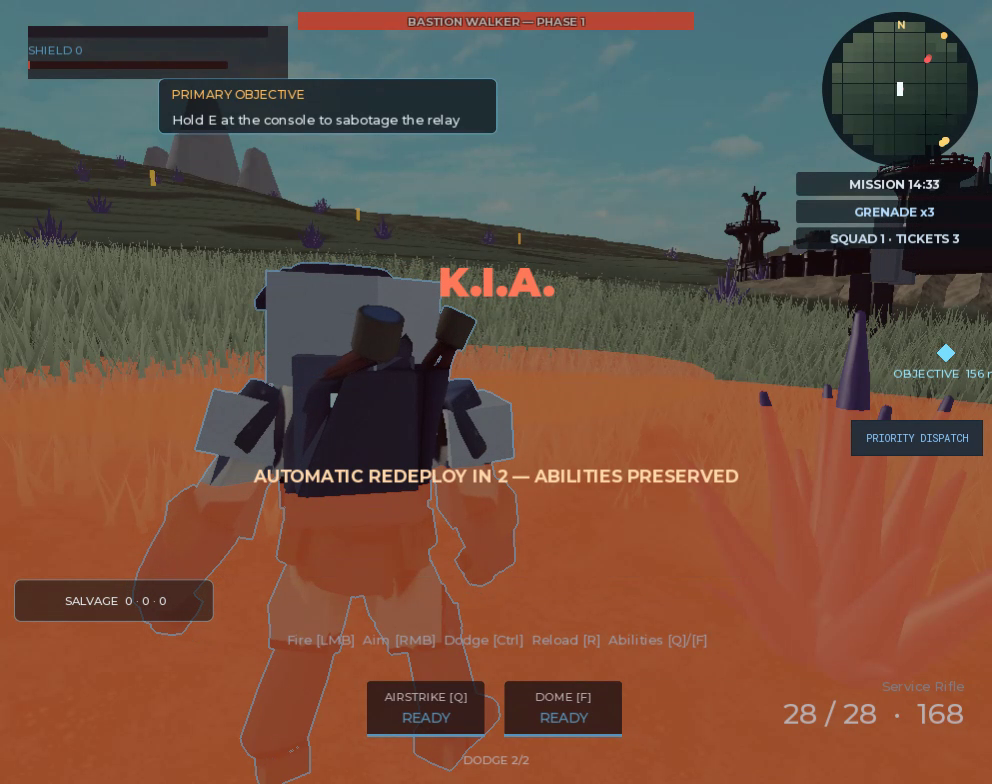 BASTION WALKER — PHASE 1
N
SHIELD 0
PRIMARY OBJECTIVE
Hold E at the console to sabotage the relay
MISSION 14:33
GRENADE x3
SQUAD 1 · TICKETS 3
K.I.A.
OBJECTIVE 156 m
PRIORITY DISPATCH
AUTOMATIC REDEPLOY IN 2 — ABILITIES PRESERVED
SALVAGE 0 · 0 · 0
Fire [LMB] Aim [RMB] Dodge [Ctrl] Reload [R] Abilities [Q]/[F]
AIRSTRIKE [Q]
READY
DOME [F]
READY
Service Rifle
28 / 28 · 168
DODGE 2/2